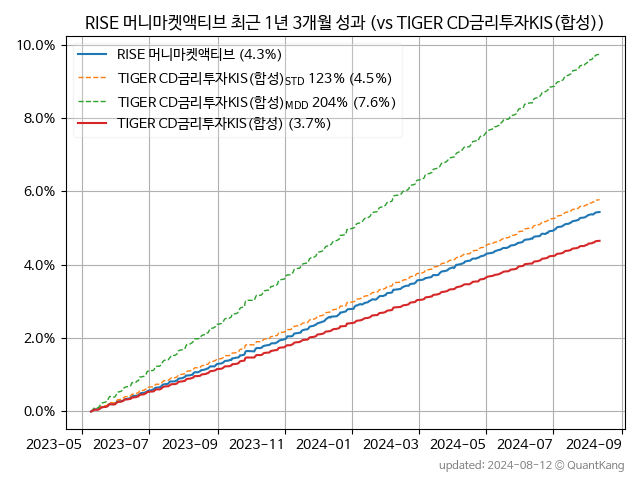 RISE 머니마켓액티브 최근 1년 3개월 성과 (vs TIGER CD금리투자KIS(합성))
10.0%
8.0%
6.0%
4.0%
2.0%
0.0%
RISE 머니마켓액티브 (4.3%)
TIGER CD금리투자KIS(합성)STD 123% (4.5%)
TIGER CD금리투자KIS(합성)MDD 204% (7.6%)
TIGER CD금리투자KIS(합성) (3.7%)
2023-05 2023-07 2023-09 2023-11 2024-01 2024-03 2024-05 2024-07 2024-09
updated: 2024-08-12 © QuantKang